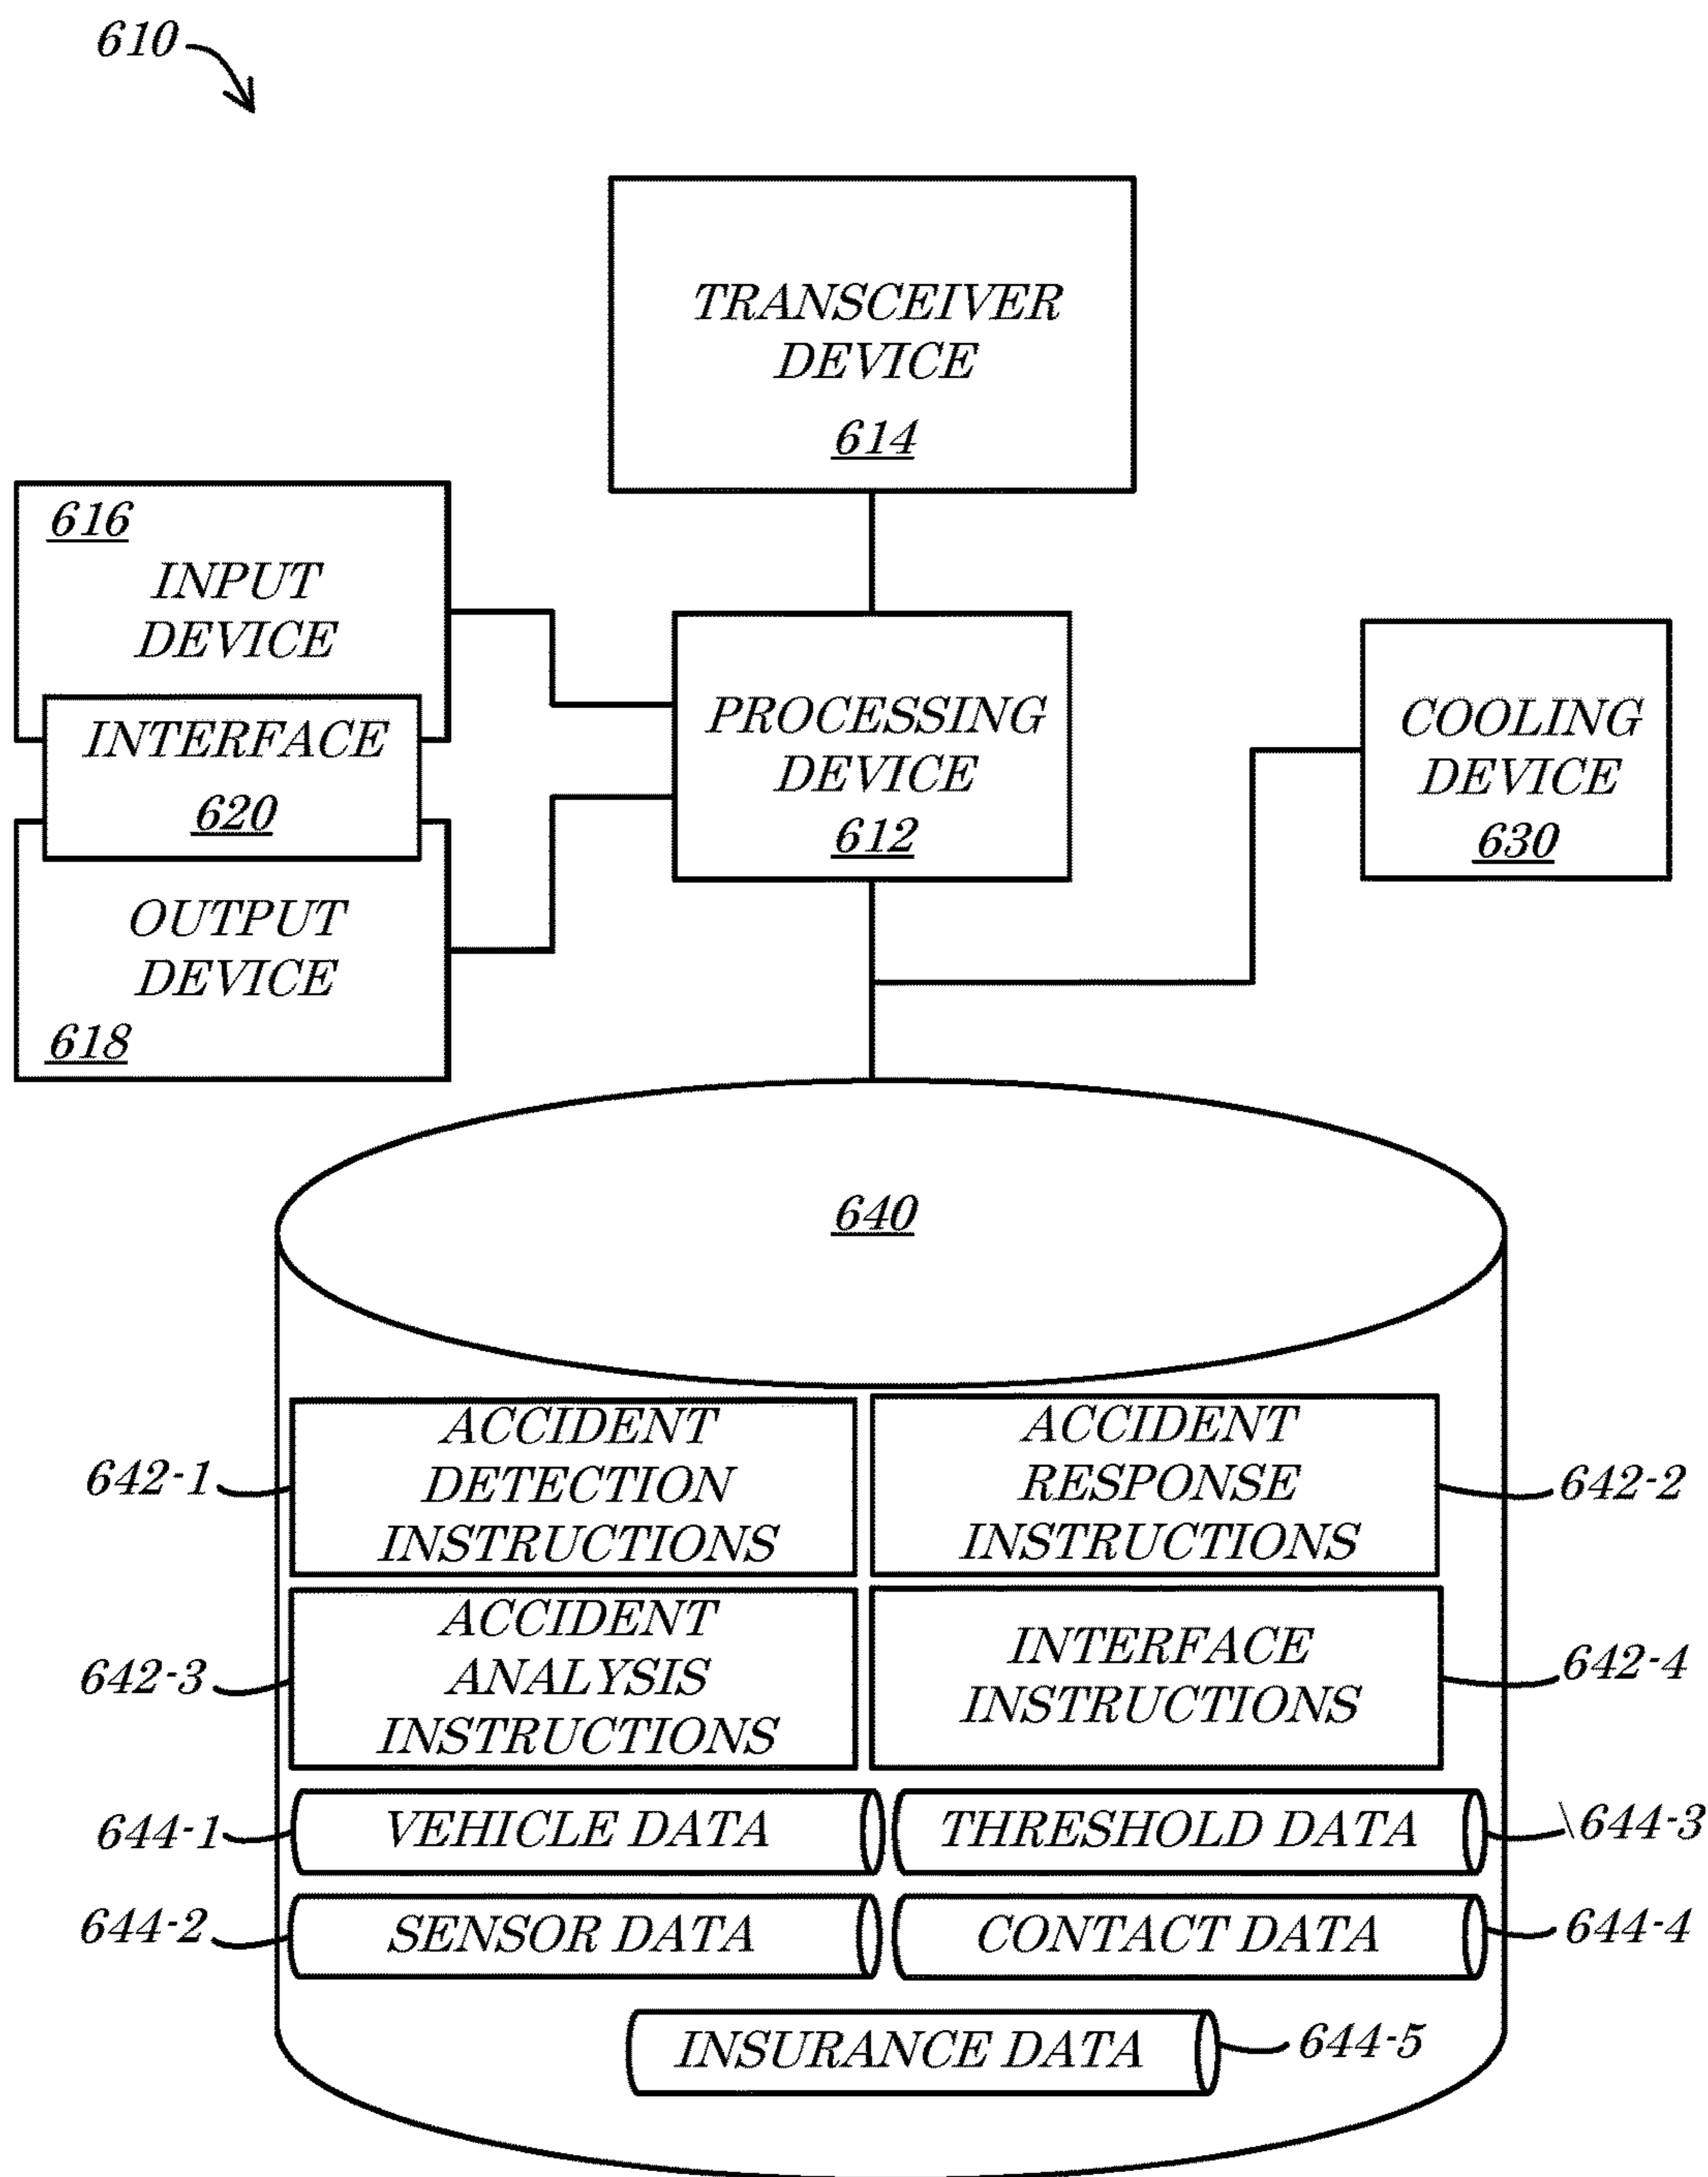 610
TRANSCEIVER
DEVICE
614
616
INPUT
DEVICE
INTERFACE
620
OUTPUT
DEVICE
618
PROCESSING
DEVICE
612
COOLING
DEVICE
630
640
642-1
ACCIDENT
DETECTION
INSTRUCTIONS
ACCIDENT
RESPONSE
INSTRUCTIONS
642-2
642-3
ACCIDENT
ANALYSIS
INSTRUCTIONS
INTERFACE
INSTRUCTIONS
642-4
644-1
VEHICLE DATA
THRESHOLD DATA
644-3
644-2
SENSOR DATA
CONTACT DATA
644-4
INSURANCE DATA
644-5